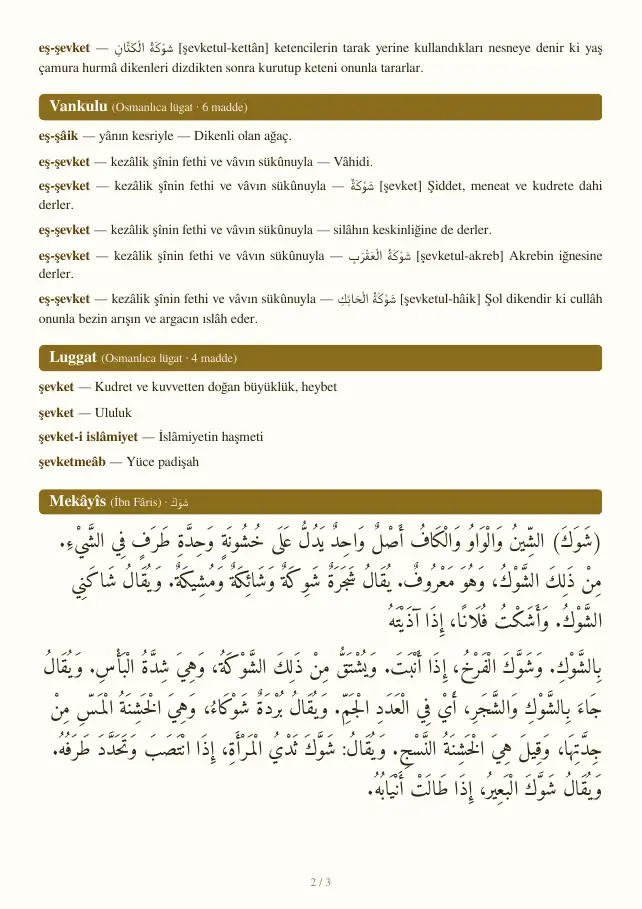 eş-şevket — شَوْكَةُ الْكَتَّانِ [şevketul-kettân] ketencilerin tarak yerine kullandıkları nesneye denir ki yaş
çamura hurmâ dikenleri dizdikten sonra kurutup keteni onunla tararlar.
Vankulu (Osmanlıca lügat · 6 madde)
eş-şâik — yânın kesriyle — Dikenli olan ağaç.
eş-şevket — kezâlik şînin fethi ve vâvın sükûnuyla — Vâhidi.
eş-şevket — kezâlik şînin fethi ve vâvın sükûnuyla — شَوْكَةٌ [şevket] Şiddet, meneat ve kudrete dahi
derler.
eş-şevket — kezâlik şînin fethi ve vâvın sükûnuyla — silâhın keskinliğine de derler.
eş-şevket — kezâlik şînin fethi ve vâvın sükûnuyla — شَوْكَةُ الْعَقْرَبِ [şevketul-akreb] Akrebin iğnesine
derler.
eş-şevket — kezâlik şînin fethi ve vâvın sükûnuyla — شَوْكَةُ الْحَائِكِ [şevketul-hâik] Şol dikendir ki cullâh
onunla bezin arışın ve argacın ıslâh eder.
Luggat (Osmanlıca lügat · 4 madde)
şevket — Kudret ve kuvvetten doğan büyüklük, heybet
şevket — Ululuk
şevket-i islâmiyet — İslâmiyetin haşmeti
şevketmeâb — Yüce padişah
Mekâyîs (İbn Fâris) · شوك
(شَوَكَ) الشِّينُ وَالْوَاوُ وَالْكَافُ أَصْلٌ وَاحِدٌ يَدُلُّ عَلَى خُشُونَةٍ وَحِدَّةِ طَرَفٍ فِي الشَّيْءِ.
مِنْ ذَلِكَ الشَّوْكُ، وَهُوَ مَعْرُوفٌ. يُقَالُ شَجَرَةٌ شَوِكَةٌ وَشَائِكَةٌ وَمُشِيكَةٌ. وَيُقَالُ شَاكَنِي
الشَّوْكُ. وَأَشَكْتُ فُلَانًا، إِذَا آذَيْتَهُ
بِالشَّوْكِ. وَشَوَّكَ الْفَرْخُ، إِذَا أَنْبَتَ. وَيُشْتَقُّ مِنْ ذَلِكَ الشَّوْكَةُ، وَهِيَ شِدَّةُ الْبَأْسِ. وَيُقَالُ
جَاءَ بِالشَّوْكِ وَالشَّجَرِ، أَيْ فِي الْعَدَدِ الْجَمِّ. وَيُقَالُ بُرْدَةٌ شَوْكَاءُ، وَهِيَ الْخَشِنَةُ الْمَسِّ مِنْ
جِدَّتِهَا، وَقِيلَ هِيَ الْخَشِنَةُ النَّسْجِ. وَيُقَالُ: شَوَّكَ ثَدْيُ الْمَرْأَةِ، إِذَا انْتَصَبَ وَتَحَدَّدَ طَرَفُهُ.
وَيُقَالُ شَوَّكَ الْبَعِيرُ، إِذَا طَالَتْ أَنْيَابُهُ.
2 / 3